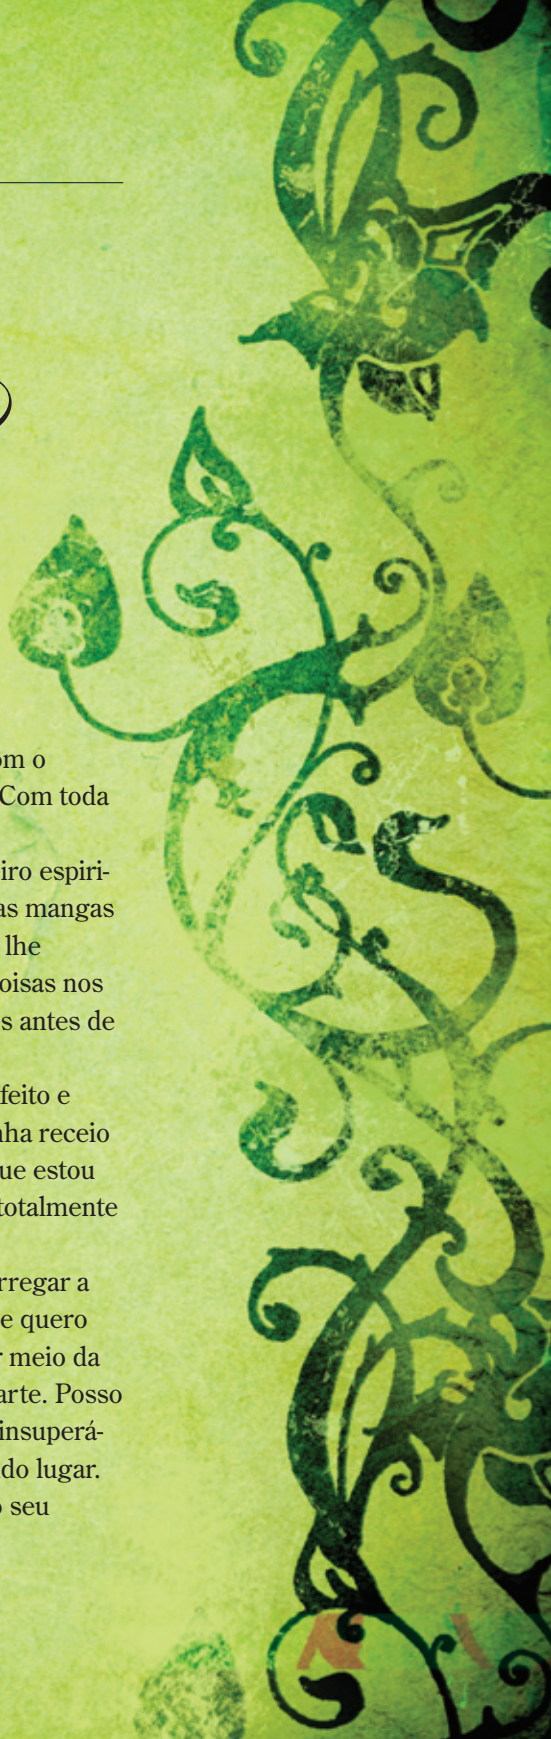 om o
Com toda
iro espiri-
as mangas
lhe
oisas nos
s antes de
feito e
nha receio
ue estou
totalmente
rregar a
e quero
r meio da
arte. Posso
insuperá-
do lugar.
o seu